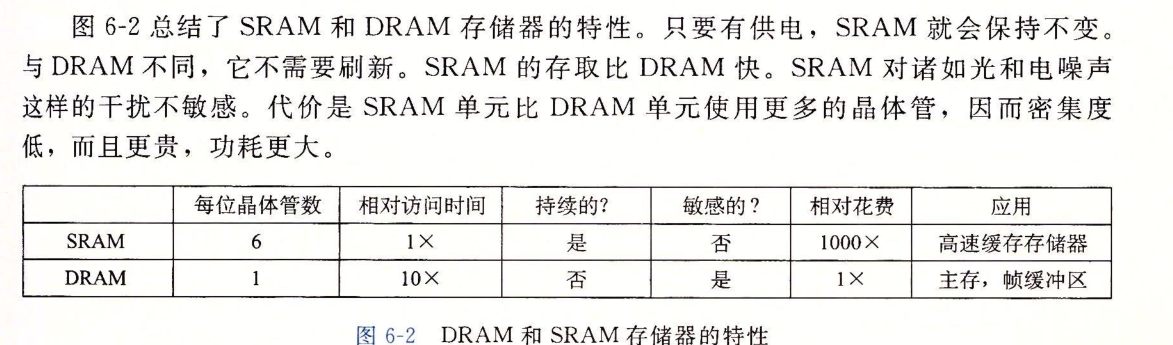 图 6-2 总结了 SRAM 和 DRAM 存储器的特性。只要有供电，SRAM 就会保持不变。
与 DRAM 不同，它不需要刷新。SRAM 的存取比 DRAM 快。SRAM 对诸如光和电噪声
这样的干扰不敏感。代价是 SRAM 单元比 DRAM 单元使用更多的晶体管，因而密集度
低，而且更贵，功耗更大。
每位晶体管数 相对访问时间 持续的？ 敏感的？ 相对花费 应用
SRAM 6 1× 是 否 1000× 高速缓存存储器
DRAM 1 10× 否 是 1× 主存，帧缓冲区
图 6-2 DRAM 和 SRAM 存储器的特性